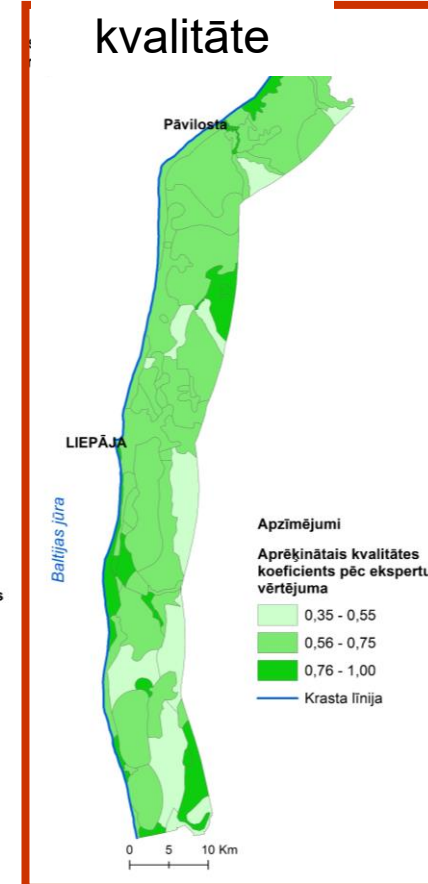 kvalitāte
Pāvilosta
LIEPĀJA
Baltijas jūra
Apzīmējumi
Aprēķinātais kvalitātes
koeficients pēc ekspertu
vērtējuma
0,35 - 0,55
0,56 - 0,75
0,76 - 1,00
Krasta līnija
0 5 10 Km